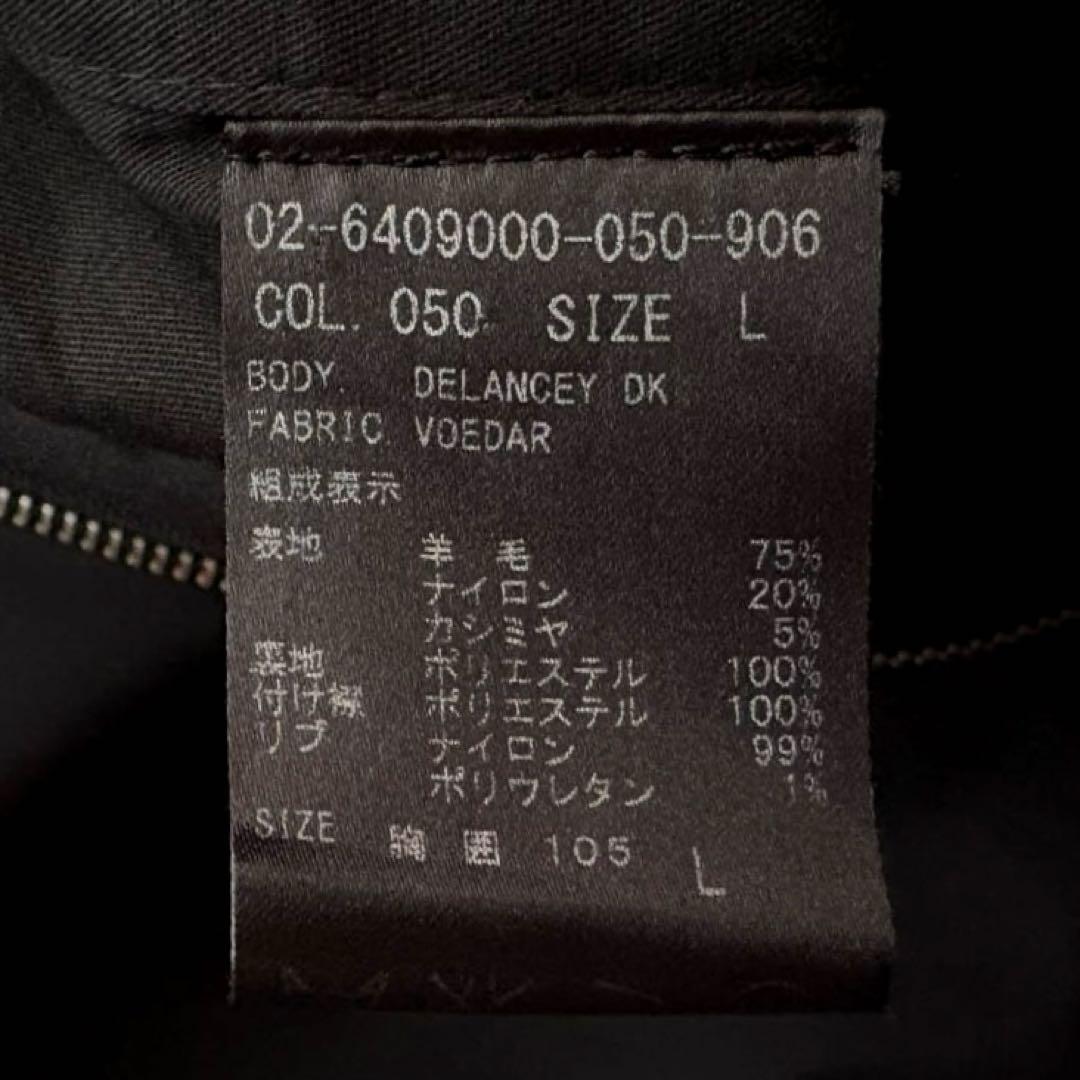 02-6409000-050-906
COL. 050 SIZE L
BODY. DELANCEY DK
FABRIC VOEDAR
組成表示
表地 羊 毛 75%
ナイロン 20%
カシミヤ 5%
裏地 ポリエステル 100%
付け襟 ポリエステル 100%
リブ ナイロン 99%
ポリウレタン 1%
SIZE 胸 囲 105 L